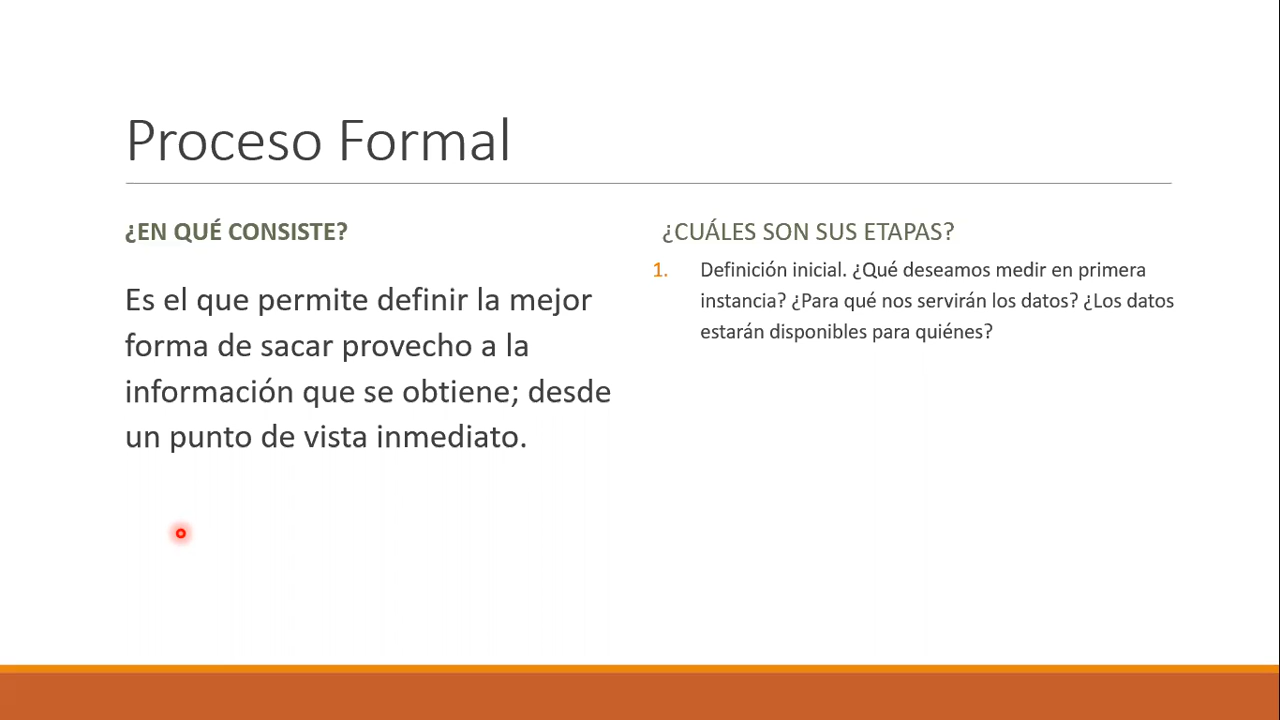 Proceso Formal
¿EN QUÉ CONSISTE?
Es el que permite definir la mejor
forma de sacar provecho a la
información que se obtiene; desde
un punto de vista inmediato.
¿CUÁLES SON SUS ETAPAS?
1. Definición inicial. ¿Qué deseamos medir en primera
instancia? ¿Para qué nos servirán los datos? ¿Los datos
estarán disponibles para quiénes?